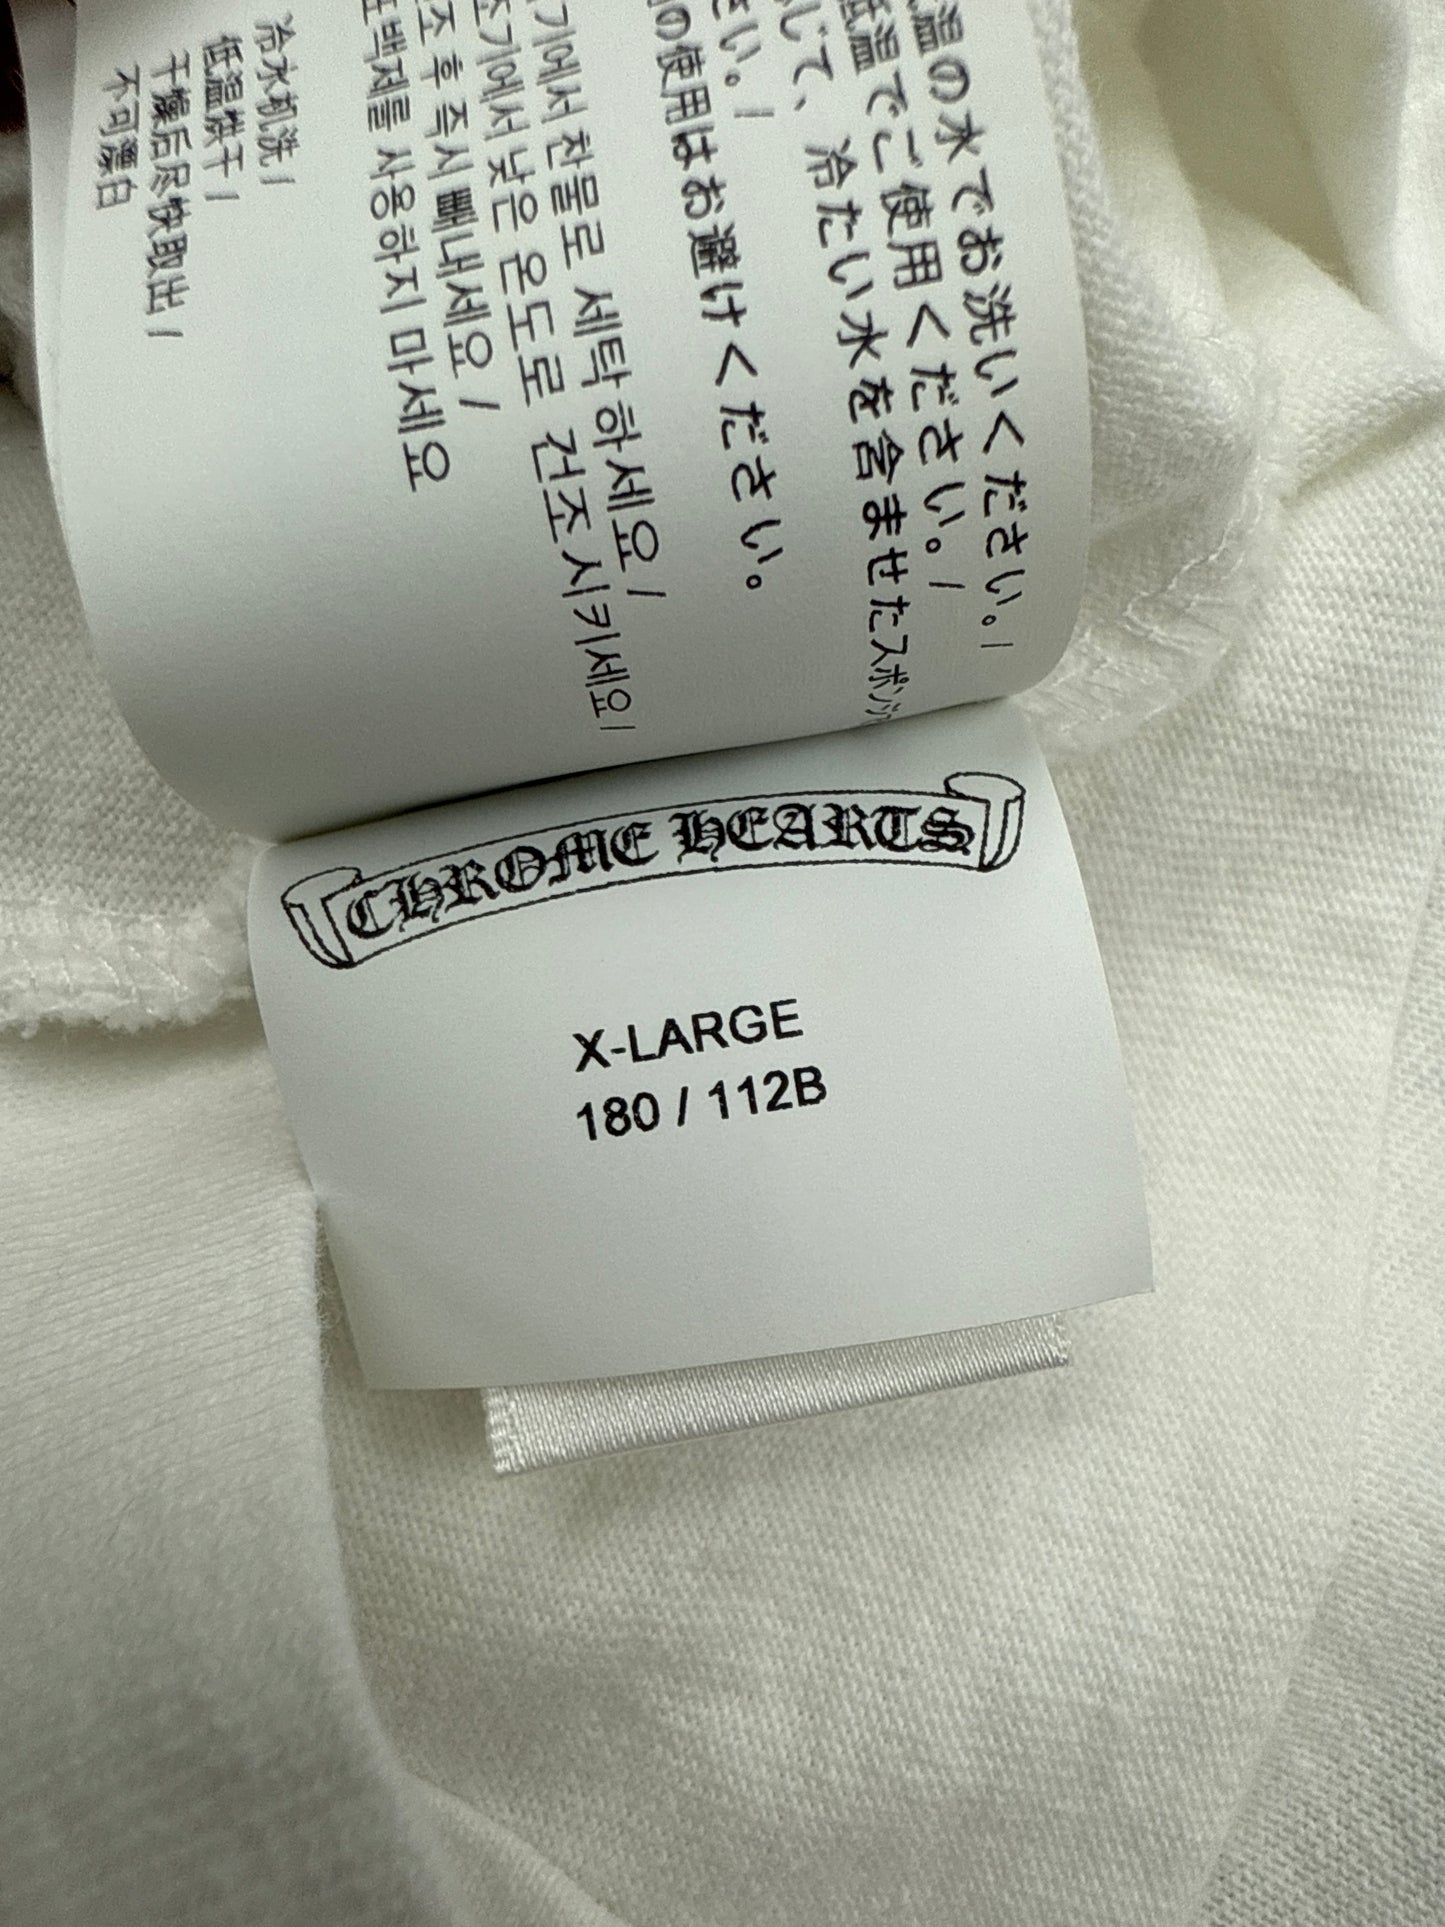 温の水でお洗いください。/
低温でご使用ください。/
じて、冷たい水を含ませたスポンジ
さい。/
の使用はお避けください。
기에서 찬물로 세탁하세요 /
조기에서 낮은 온도로 건조시키세요 /
조 후 즉시 빼내세요 /
표백제를 사용하지 마세요
冷水机洗 /
低温烘干 /
干燥后尽快取出 /
不可漂白
CHROME HEARTS
X-LARGE
180 / 112B